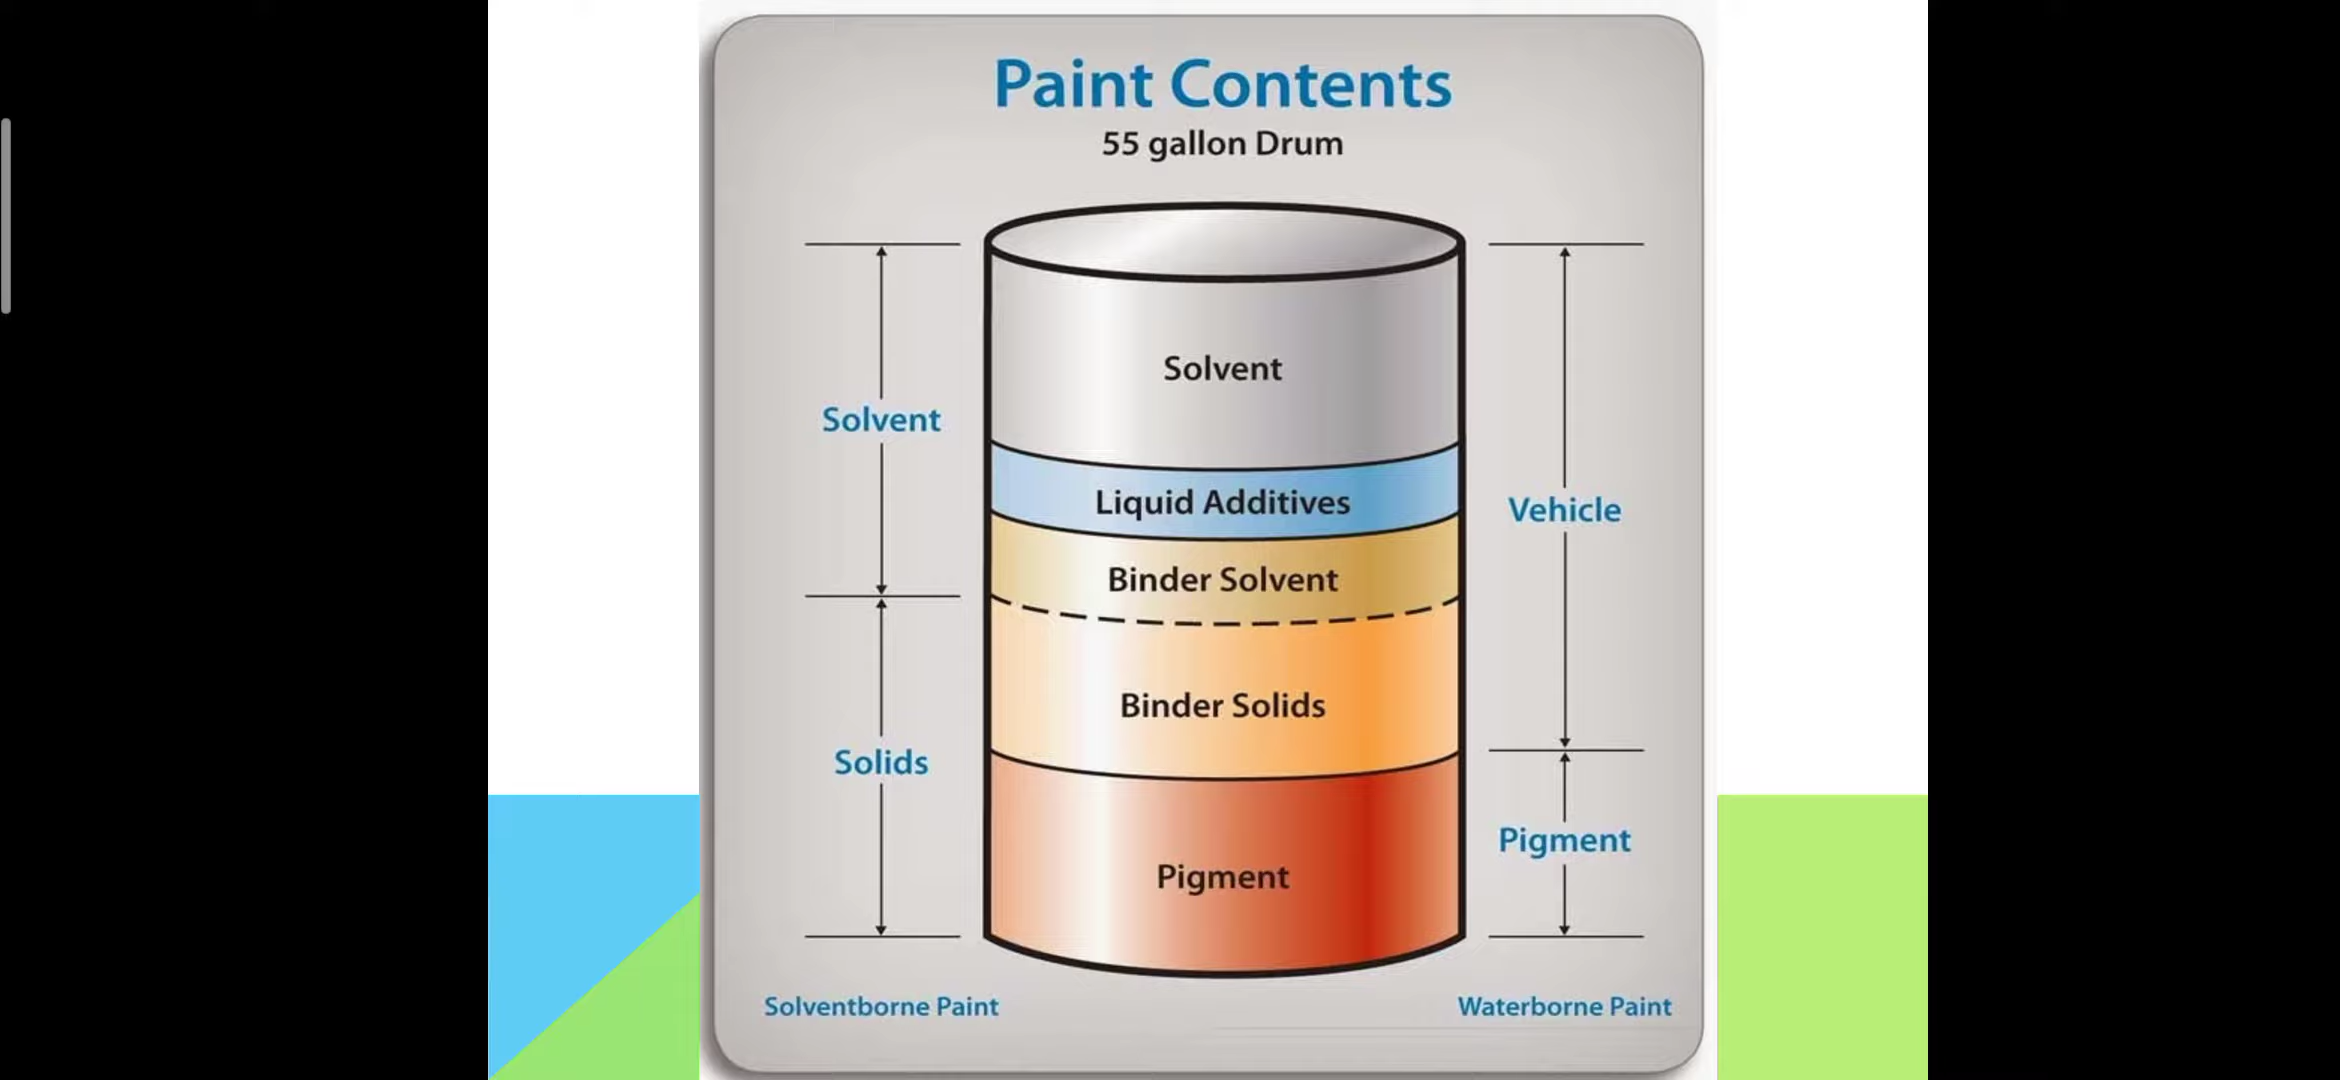 Paint Contents
55 gallon Drum
Solvent
Solvent
Liquid Additives
Vehicle
Binder Solvent
Binder Solids
Solids
Pigment
Pigment
Solventborne Paint
Waterborne Paint